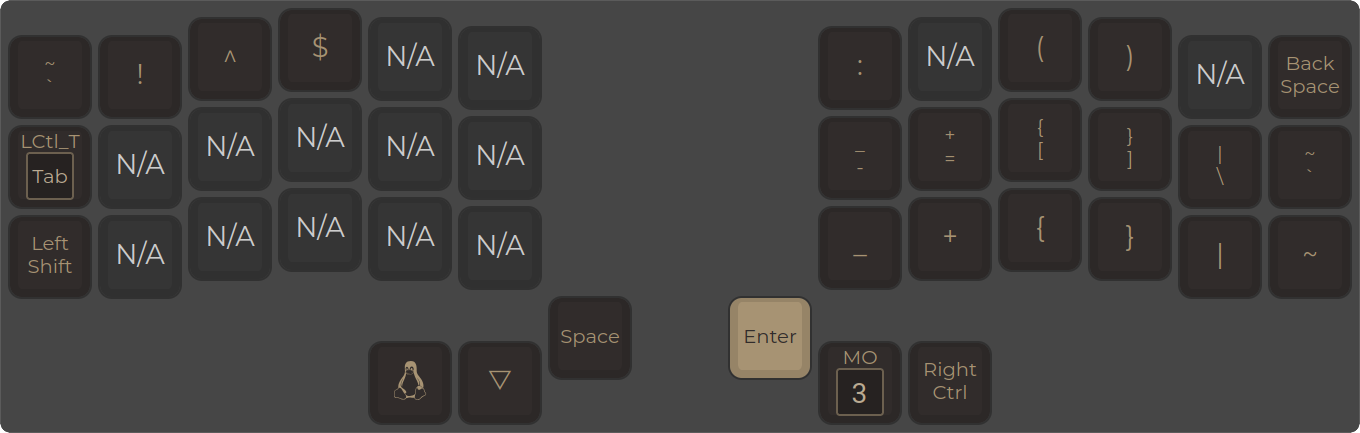 ~
`
!
^
$
N/A
N/A
:
N/A
(
)
N/A
Back
Space
LCtl_T
Tab
N/A
N/A
N/A
N/A
N/A
_
-
+
=
{
[
}
]
|
\
~
`
Left
Shift
N/A
N/A
N/A
N/A
N/A
_
+
{
}
|
~
Space
Enter
▽
MO
3
Right
Ctrl